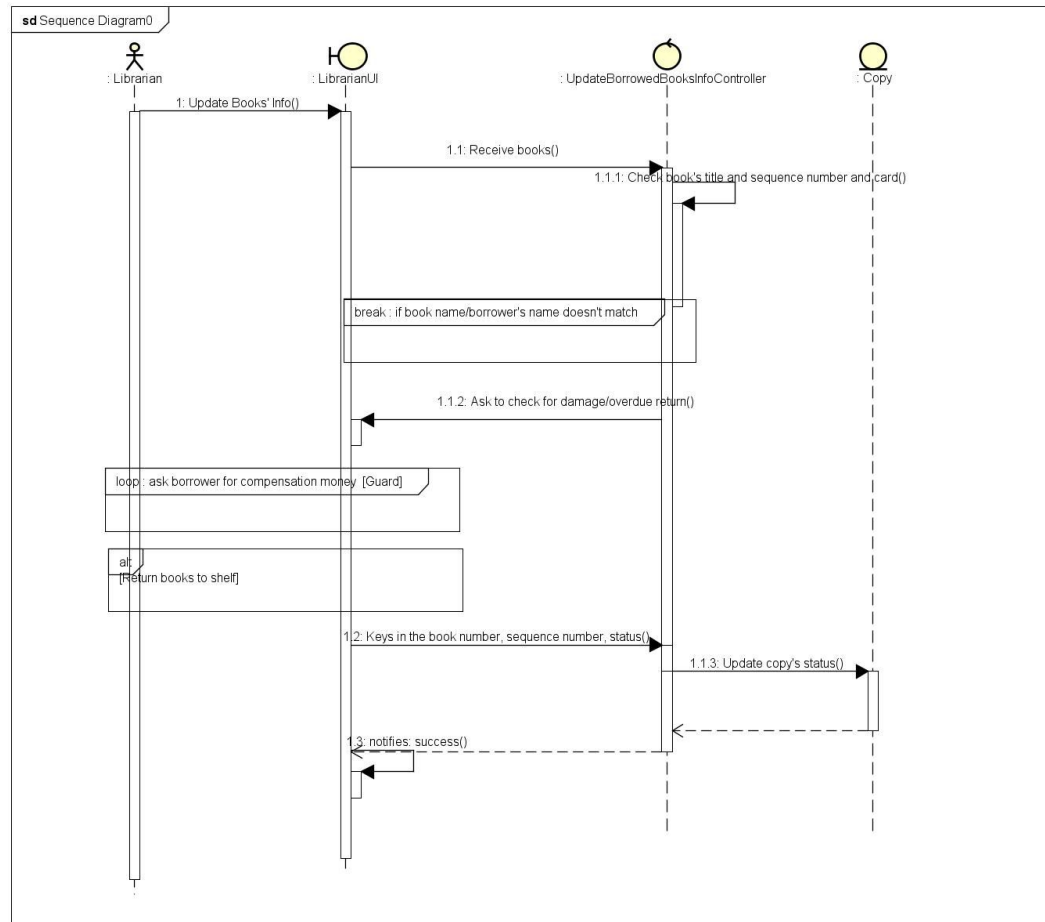 sd Sequence Diagram0
: Librarian
: LibrarianUI
: UpdateBorrowedBooksInfoController
: Copy
1: Update Books' Info()
1.1: Receive books()
1.1.1: Check book's title and sequence number and card()
break : if book name/borrower's name doesn't match
1.1.2: Ask to check for damage/overdue return()
loop : ask borrower for compensation money [Guard]
alt
[Return books to shelf]
1.2: Keys in the book number, sequence number, status()
1.1.3: Update copy's status()
1.3: notifies: success()